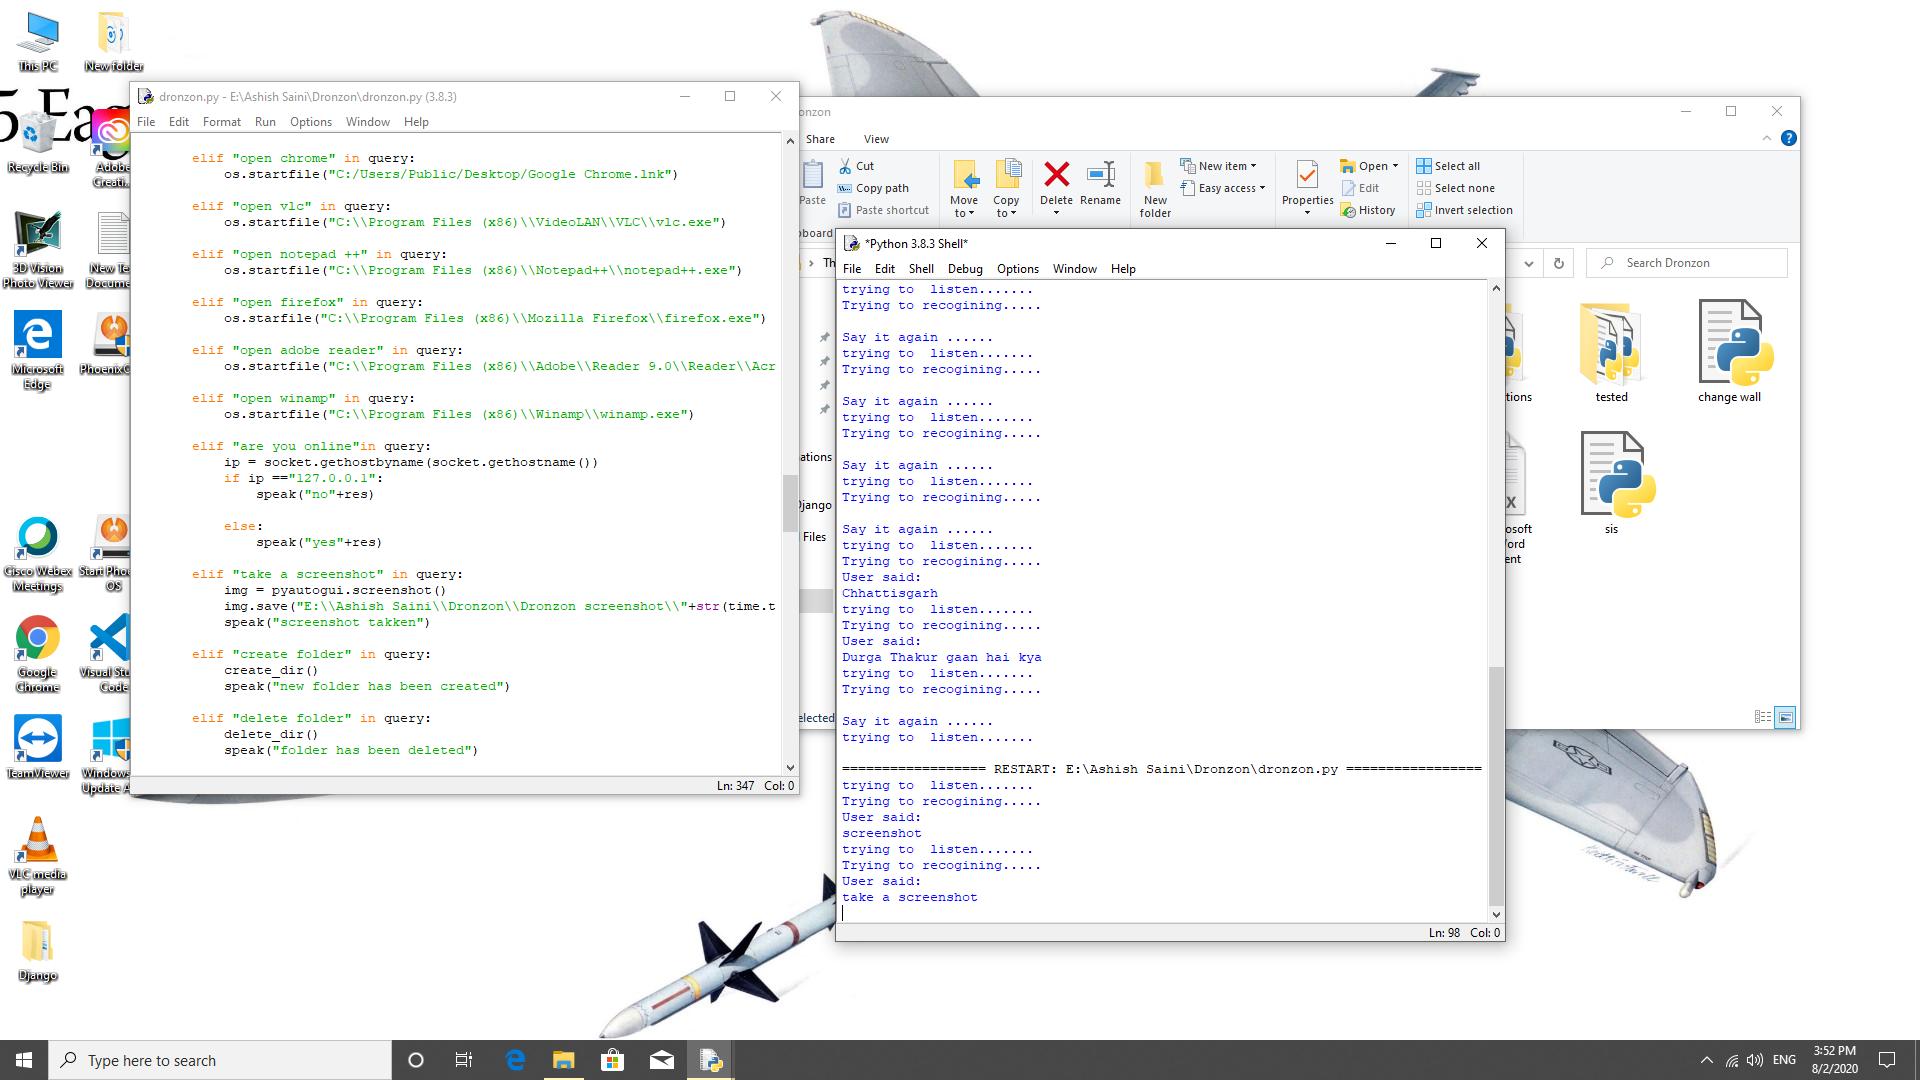 This PC
New folder
5 Eag
Recycle Bin
Adobe
Creati...
3D Vision
Photo Viewer
New Te
Docume
Microsoft
Edge
Cisco Webex
Meetings
Start Pho
OS
Google
Chrome
Visual Stu
Code
TeamViewer
Windows
Update A
VLC media
player
Django
dronzon.py - E:\Ashish Saini\Dronzon\dronzon.py (3.8.3)
File Edit Format Run Options Window Help
elif "open chrome" in query:
os.startfile("C:/Users/Public/Desktop/Google Chrome.lnk")
elif "open vlc" in query:
os.startfile("C:\\Program Files (x86)\\VideoLAN\\VLC\\vlc.exe")
elif "open notepad ++" in query:
os.startfile("C:\\Program Files (x86)\\Notepad++\\notepad++.exe")
elif "open firefox" in query:
os.starfile("C:\\Program Files (x86)\\Mozilla Firefox\\firefox.exe")
elif "open adobe reader" in query:
os.startfile("C:\\Program Files (x86)\\Adobe\\Reader 9.0\\Reader\\Acr
elif "open winamp" in query:
os.startfile("C:\\Program Files (x86)\\Winamp\\winamp.exe")
elif "are you online"in query:
ip = socket.gethostbyname(socket.gethostname())
if ip =="127.0.0.1":
speak("no"+res)
else:
speak("yes"+res)
elif "take a screenshot" in query:
img = pyautogui.screenshot()
img.save("E:\\Ashish Saini\\Dronzon\\Dronzon screenshot\\"+str(time.t
speak("screenshot takken")
elif "create folder" in query:
create_dir()
speak("new folder has been created")
elif "delete folder" in query:
delete_dir()
speak("folder has been deleted")
Ln: 347 Col: 0
ronzon
Share View
Paste
Cut
Copy path
Paste shortcut
pboard
Move
to
Copy
to
Delete
Rename
New
folder
New item
Easy access
Properties
Open
Edit
History
Select all
Select none
Invert selection
Th
Search Dronzon
ations
Django
Files
elected
tions
tested
change wall
osoft
ord
ent
sis
*Python 3.8.3 Shell*
File Edit Shell Debug Options Window Help
trying to  listen.......
Trying to recogining.....
Say it again ......
trying to  listen.......
Trying to recogining.....
Say it again ......
trying to  listen.......
Trying to recogining.....
Say it again ......
trying to  listen.......
Trying to recogining.....
Say it again ......
trying to  listen.......
Trying to recogining.....
User said:
Chhattisgarh
trying to  listen.......
Trying to recogining.....
User said:
Durga Thakur gaan hai kya
trying to  listen.......
Trying to recogining.....
Say it again ......
trying to  listen.......
================== RESTART: E:\Ashish Saini\Dronzon\dronzon.py =================
trying to  listen.......
Trying to recogining.....
User said:
screenshot
trying to  listen.......
Trying to recogining.....
User said:
take a screenshot
Ln: 98 Col: 0
Type here to search
ENG
3:52 PM
8/2/2020